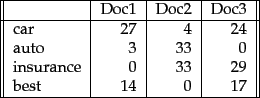 Doc1 Doc2 Doc3
car 27 4 24
auto 3 33 0
insurance 0 33 29
best 14 0 17